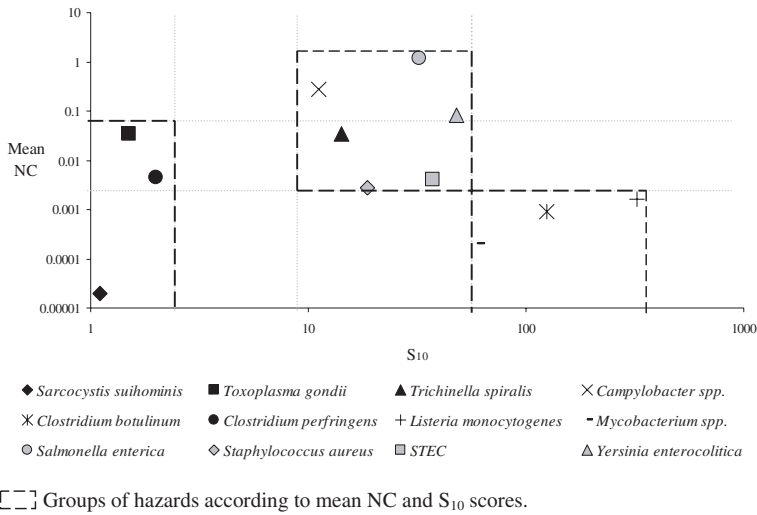 10
1
0.1
Mean
NC
0.01
0.001
0.0001
0.00001
1 10 100 1000
S10
Sarcocystis suihominis Toxoplasma gondii Trichinella spiralis Campylobacter spp.
Clostridium botulinum Clostridium perfringens Listeria monocytogenes Mycobacterium spp.
Salmonella enterica Staphylococcus aureus STEC Yersinia enterocolitica
Groups of hazards according to mean NC and S10 scores.